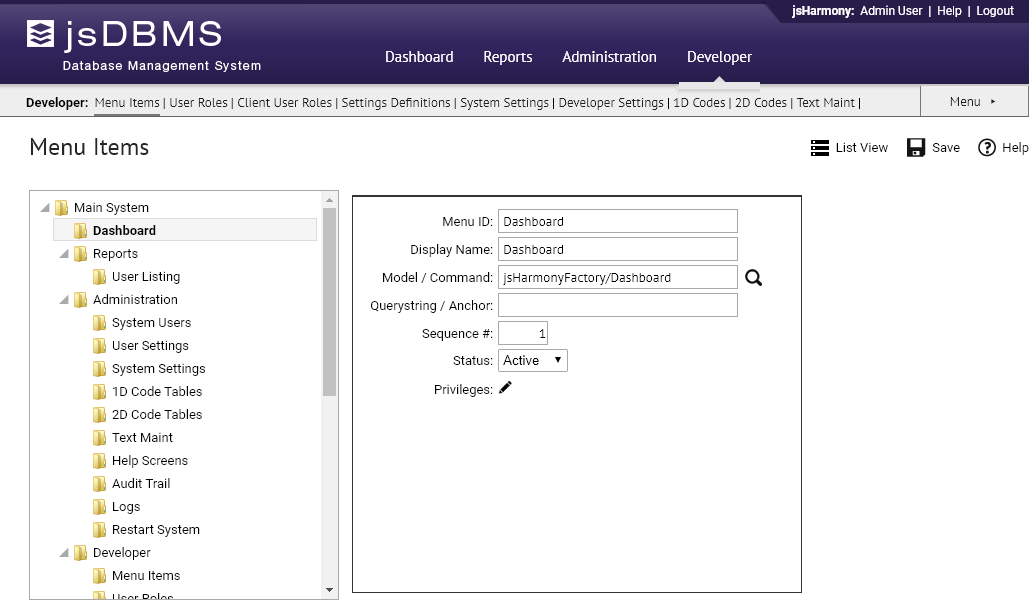 jsHarmony: Admin User | Help | Logout
jsDBMS
Database Management System
Dashboard Reports Administration Developer
Developer: Menu Items | User Roles | Client User Roles | Settings Definitions | System Settings | Developer Settings | 1D Codes | 2D Codes | Text Maint |
Menu ▸
Menu Items
List View Save Help
Main System
Dashboard
Reports
User Listing
Administration
System Users
User Settings
System Settings
1D Code Tables
2D Code Tables
Text Maint
Help Screens
Audit Trail
Logs
Restart System
Developer
Menu Items
User Roles
Menu ID: Dashboard
Display Name: Dashboard
Model / Command: jsHarmonyFactory/Dashboard
Querystring / Anchor:
Sequence #: 1
Status: Active
Privileges: